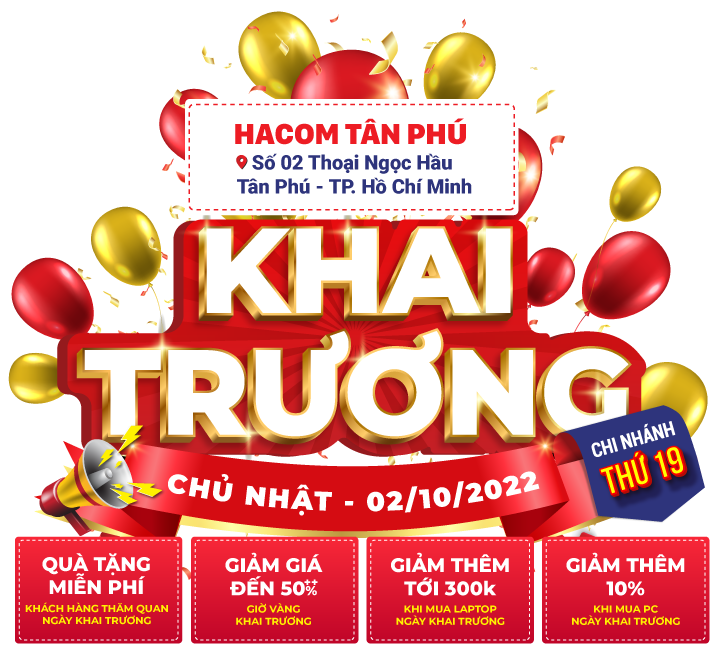 HACOM TÂN PHÚ
Số 02 Thoại Ngọc Hầu
Tân Phú - TP. Hồ Chí Minh
KHAI
TRƯƠNG
CHI NHÁNH
THỨ 19
CHỦ NHẬT - 02/10/2022
QUÀ TẶNG
MIỄN PHÍ
KHÁCH HÀNG THĂM QUAN
NGÀY KHAI TRƯƠNG
GIẢM GIÁ
ĐẾN 50%++
GIỜ VÀNG
KHAI TRƯƠNG
GIẢM THÊM
TỚI 300k
KHI MUA LAPTOP
NGÀY KHAI TRƯƠNG
GIẢM THÊM
10%
KHI MUA PC
NGÀY KHAI TRƯƠNG